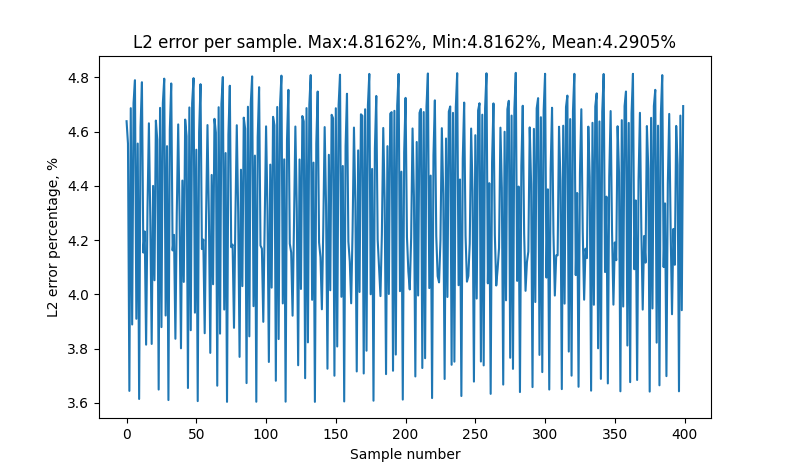 L2 error per sample. Max:4.8162%, Min:4.8162%, Mean:4.2905%
L2 error percentage, %
4.8
4.6
4.4
4.2
4.0
3.8
3.6
0 50 100 150 200 250 300 350 400
Sample number